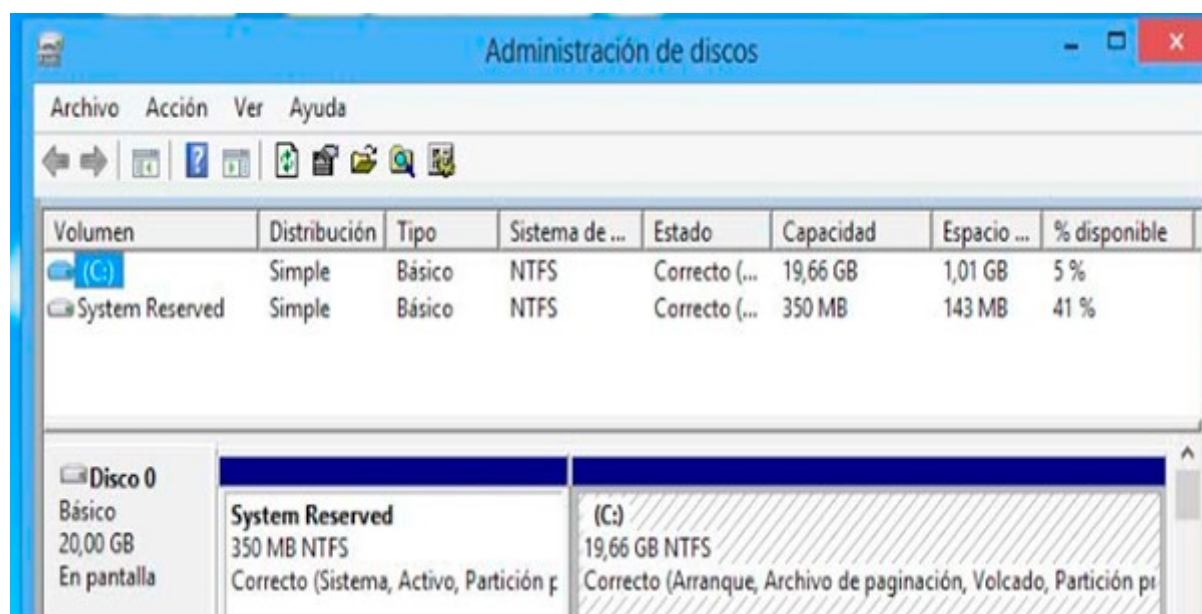 Administración de discos
Archivo Acción Ver Ayuda
Volumen Distribución Tipo Sistema de ... Estado Capacidad Espacio ... % disponible
(C:) Simple Básico NTFS Correcto (... 19,66 GB 1,01 GB 5 %
System Reserved Simple Básico NTFS Correcto (... 350 MB 143 MB 41 %
Disco 0
Básico
20,00 GB
En pantalla
System Reserved
350 MB NTFS
Correcto (Sistema, Activo, Partición p
(C:)
19,66 GB NTFS
Correcto (Arranque, Archivo de paginación, Volcado, Partición pr